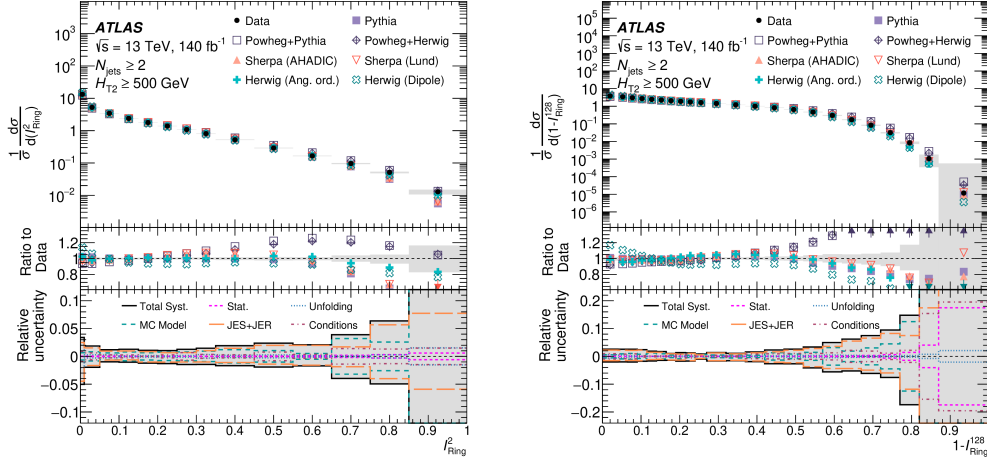 ATLAS
√s = 13 TeV, 140 fb⁻¹
N_jets ≥ 2
H_T2 ≥ 500 GeV
Data
Pythia
Powheg+Pythia
Powheg+Herwig
Sherpa (AHADIC)
Sherpa (Lund)
Herwig (Ang. ord.)
Herwig (Dipole)
1/σ dσ/d(I²_Ring)
10³
10²
10
1
10⁻¹
10⁻²
Ratio to Data
1.2
1
0.8
Relative uncertainty
0.1
0.05
0
−0.05
−0.1
Total Syst.
Stat.
Unfolding
MC Model
JES+JER
Conditions
0 0.1 0.2 0.3 0.4 0.5 0.6 0.7 0.8 0.9 1
I²_Ring
ATLAS
√s = 13 TeV, 140 fb⁻¹
N_jets ≥ 2
H_T2 ≥ 500 GeV
Data
Pythia
Powheg+Pythia
Powheg+Herwig
Sherpa (AHADIC)
Sherpa (Lund)
Herwig (Ang. ord.)
Herwig (Dipole)
1/σ dσ/d(1-I¹²⁸_Ring)
10⁵
10⁴
10³
10²
10
1
10⁻¹
10⁻²
10⁻³
10⁻⁴
10⁻⁵
10⁻⁶
Ratio to Data
1.2
1
0.8
Relative uncertainty
0.2
0.1
0
−0.1
−0.2
Total Syst.
Stat.
Unfolding
MC Model
JES+JER
Conditions
0 0.1 0.2 0.3 0.4 0.5 0.6 0.7 0.8 0.9
1-I¹²⁸_Ring